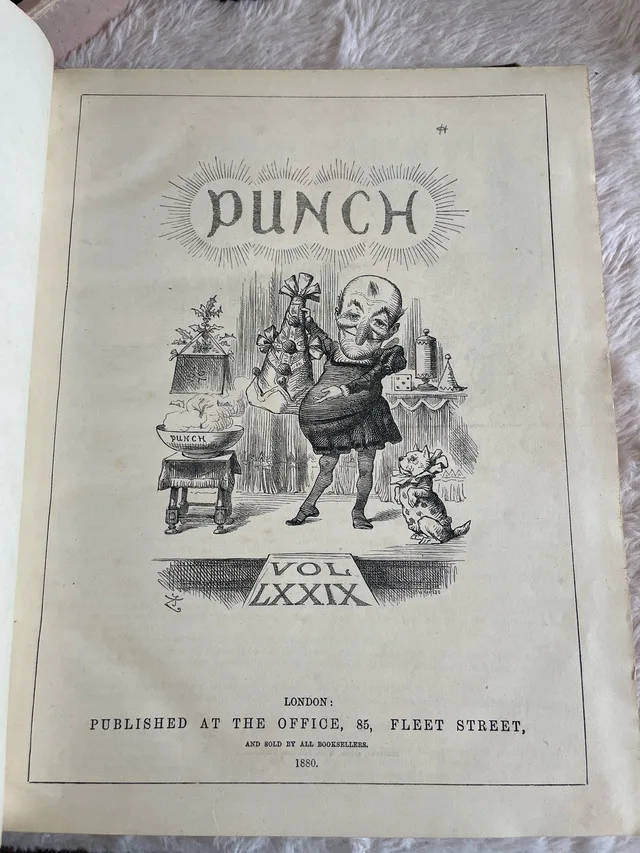 PUNCH
PUNCH
VOL
LXXIX
LONDON:
PUBLISHED AT THE OFFICE, 85, FLEET STREET,
AND SOLD BY ALL BOOKSELLERS.
1880.